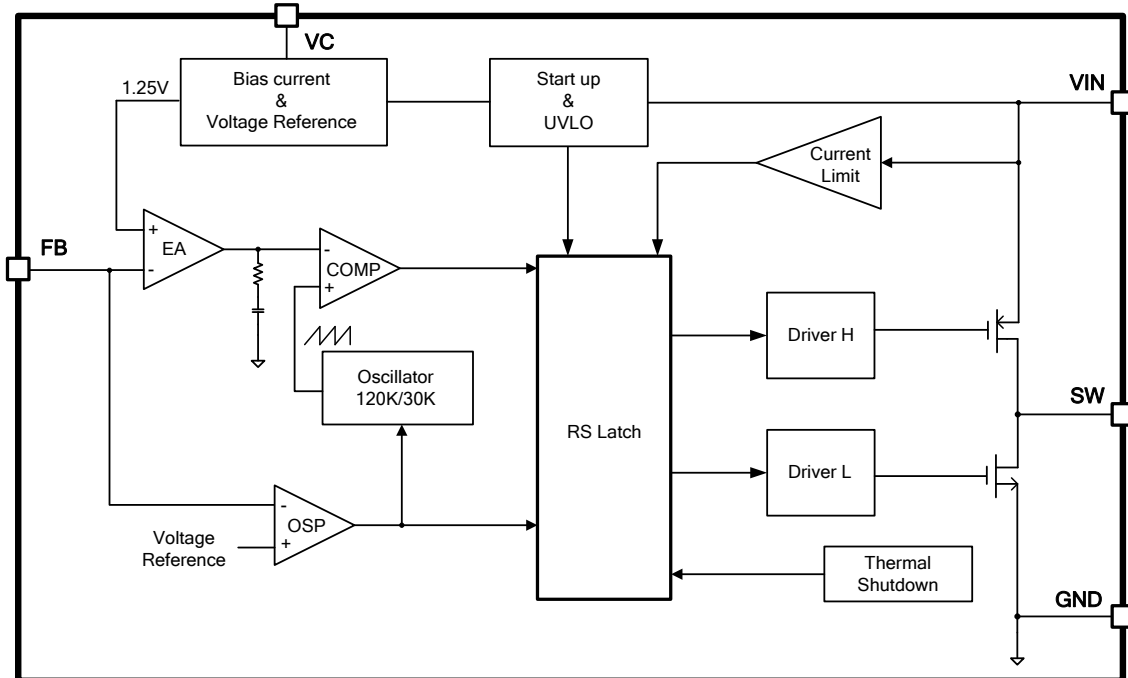 VC
1.25V
Bias current
&
Voltage Reference
Start up
&
UVLO
VIN
Current
Limit
FB
+
EA
-
-
COMP
+
Oscillator
120K/30K
RS Latch
Driver H
SW
Driver L
-
OSP
+
Voltage
Reference
Thermal
Shutdown
GND